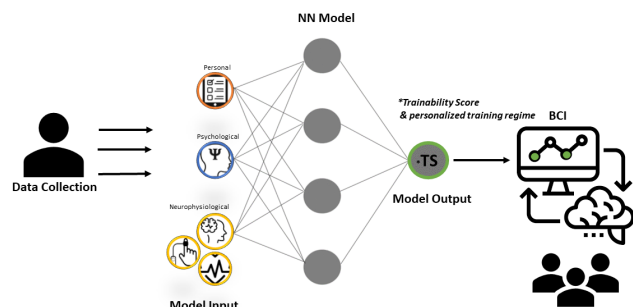 NN Model
Personal
*Trainability Score
& personalized training regime
BCI
Ψ
Psychological
.TS
Data Collection
Model Output
Neurophysiological
Model Input